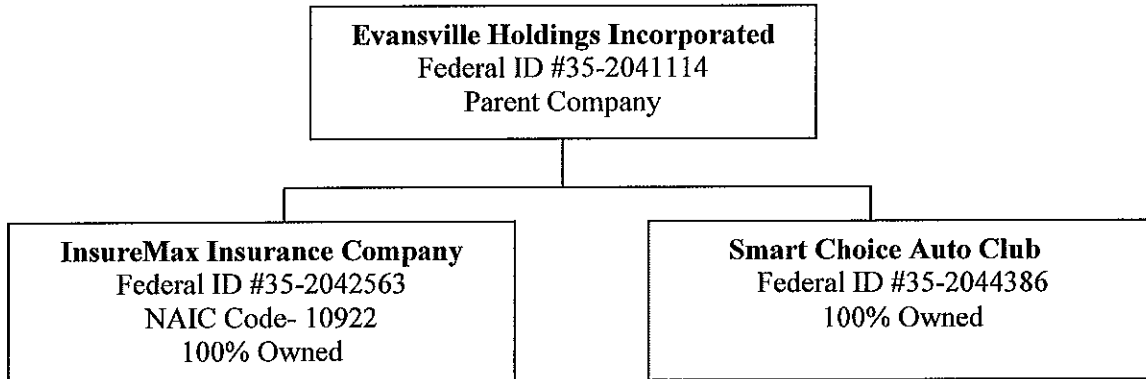 Evansville Holdings Incorporated
Federal ID #35-2041114
Parent Company
InsureMax Insurance Company
Federal ID #35-2042563
NAIC Code- 10922
100% Owned
Smart Choice Auto Club
Federal ID #35-2044386
100% Owned